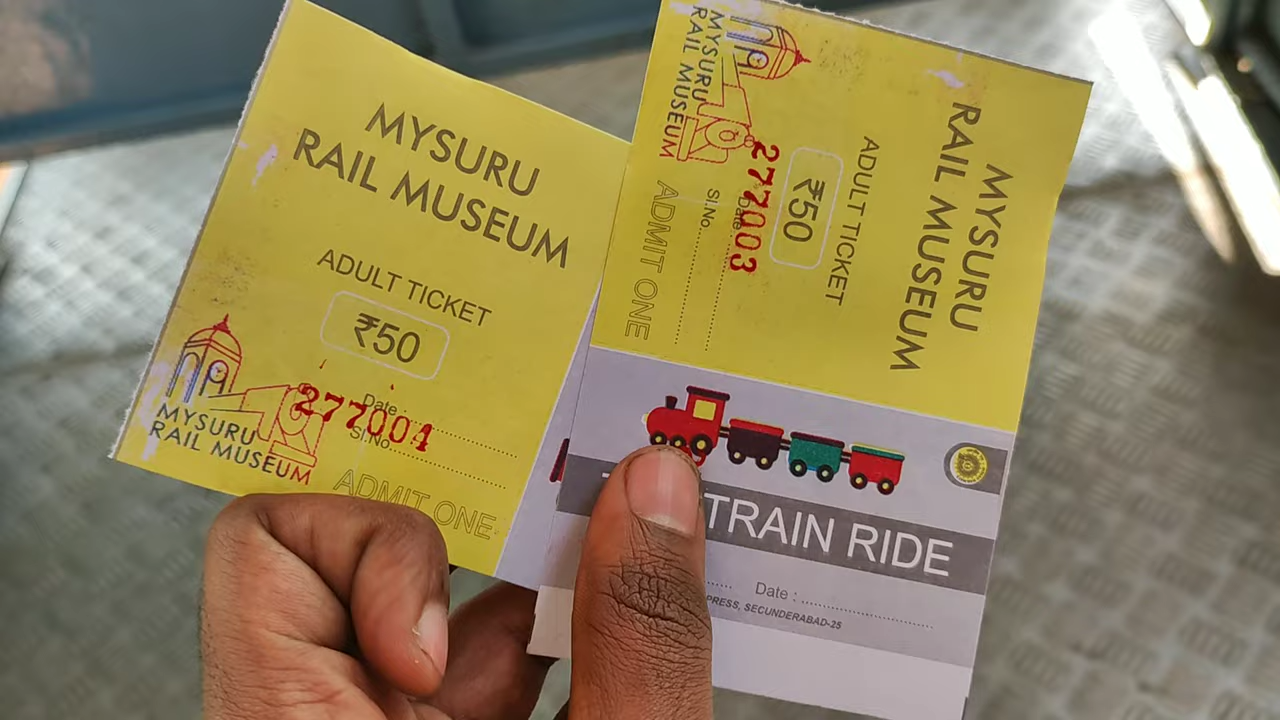 MYSURU
RAIL MUSEUM
ADULT TICKET
₹50
Date :
Sl.No
277004
MYSURU
RAIL MUSEUM
ADMIT ONE
MYSURU
RAIL MUSEUM
ADULT TICKET
₹50
Date :
Sl.No.
277003
MYSURU
RAIL MUSEUM
ADMIT ONE
TRAIN RIDE
Date :
PRESS, SECUNDERABAD-25